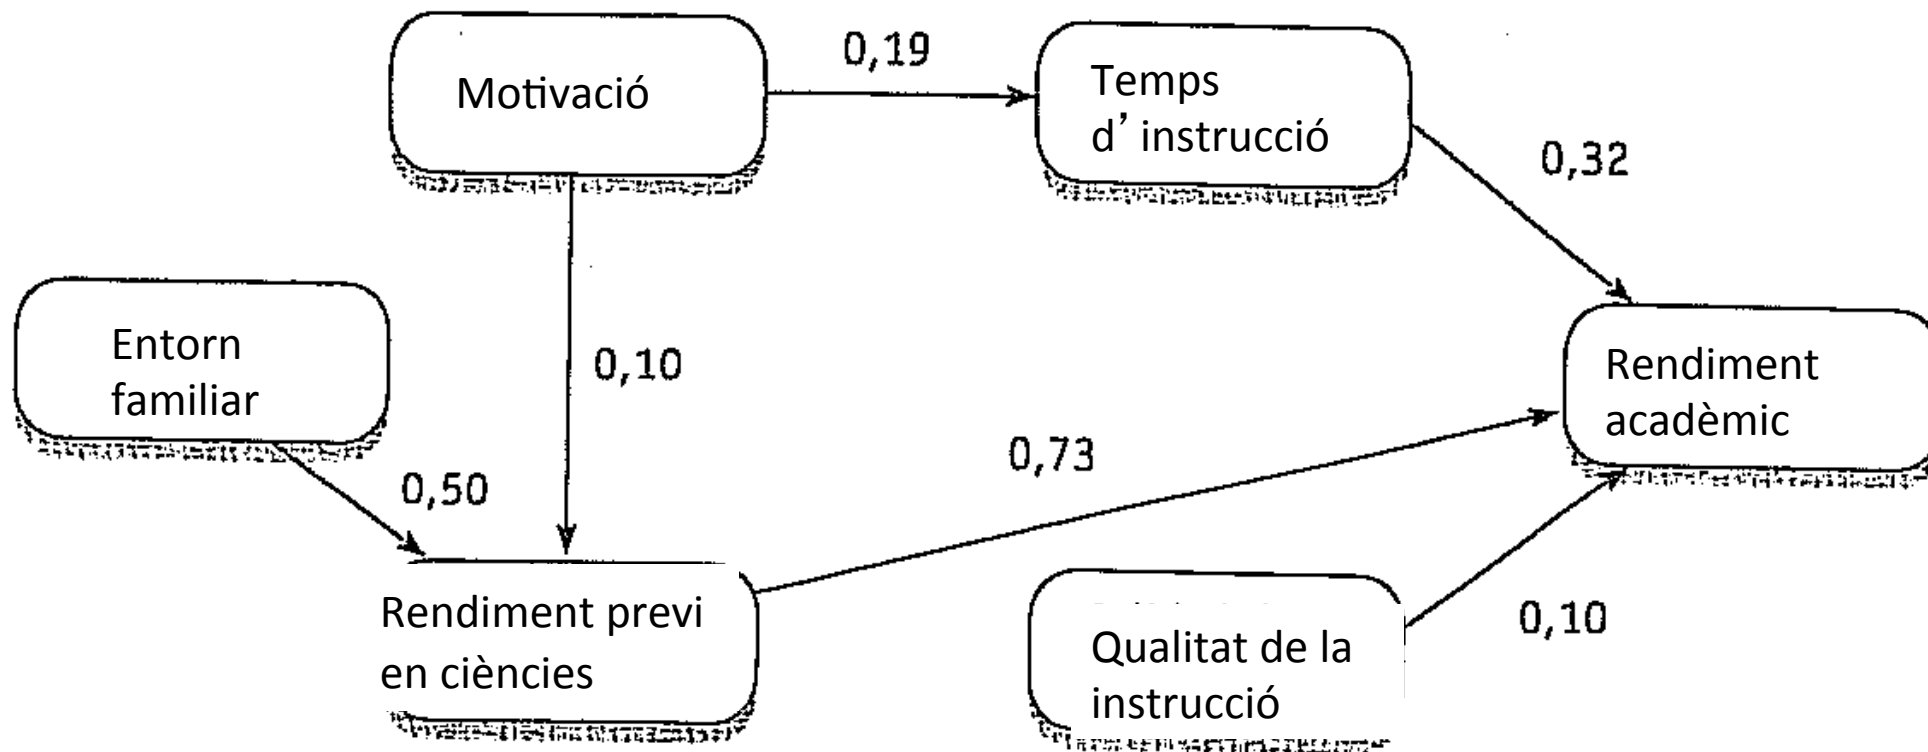 Motivació
0,19
Temps
d’ instrucció
0,32
Entorn
familiar
0,10
Rendiment
acadèmic
0,50
0,73
Rendiment previ
en ciències
Qualitat de la
instrucció
0,10